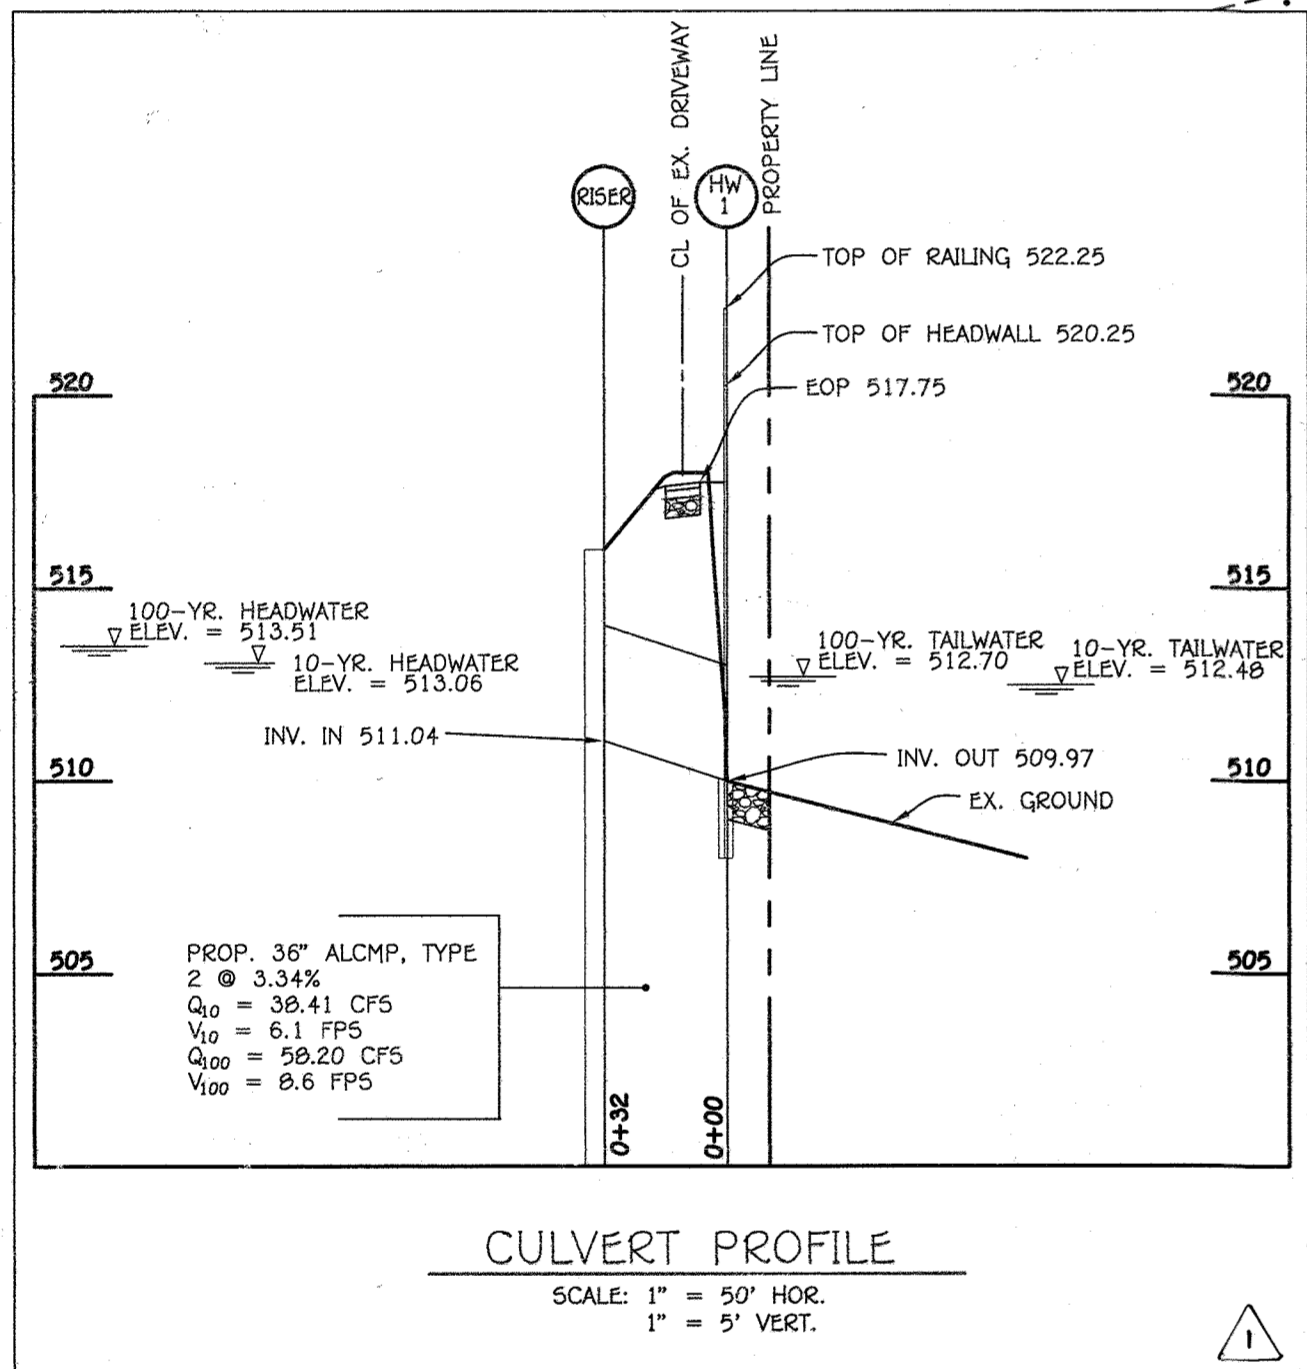 CL OF EX. DRIVEWAY
PROPERTY LINE
RISER
HW
1
TOP OF RAILING 522.25
TOP OF HEADWALL 520.25
EOP 517.75
520
520
515
515
100-YR. HEADWATER
ELEV. = 513.51
10-YR. HEADWATER
ELEV. = 513.06
100-YR. TAILWATER
ELEV. = 512.70
10-YR. TAILWATER
ELEV. = 512.48
INV. IN 511.04
INV. OUT 509.97
510
510
EX. GROUND
505
505
PROP. 36" ALCMP, TYPE
2 @ 3.34%
Q10 = 38.41 CFS
V10 = 6.1 FPS
Q100 = 58.20 CFS
V100 = 8.6 FPS
0+32
0+00
CULVERT PROFILE
SCALE: 1" = 50' HOR.
1" = 5' VERT.
1